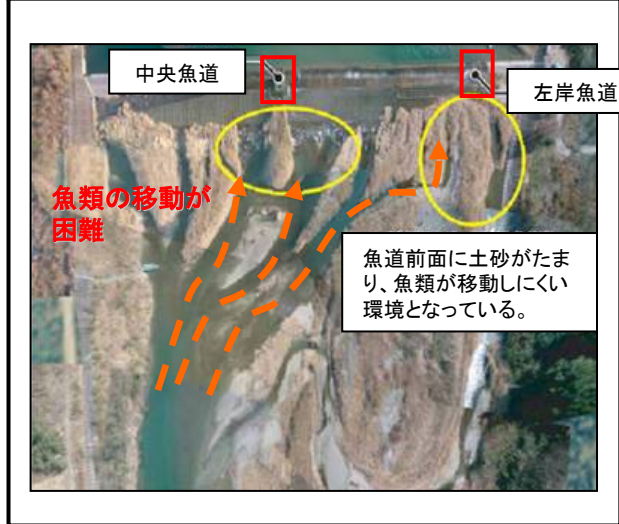 中央魚道
左岸魚道
魚類の移動が
困難
魚道前面に土砂がたま
り、魚類が移動しにくい
環境となっている。